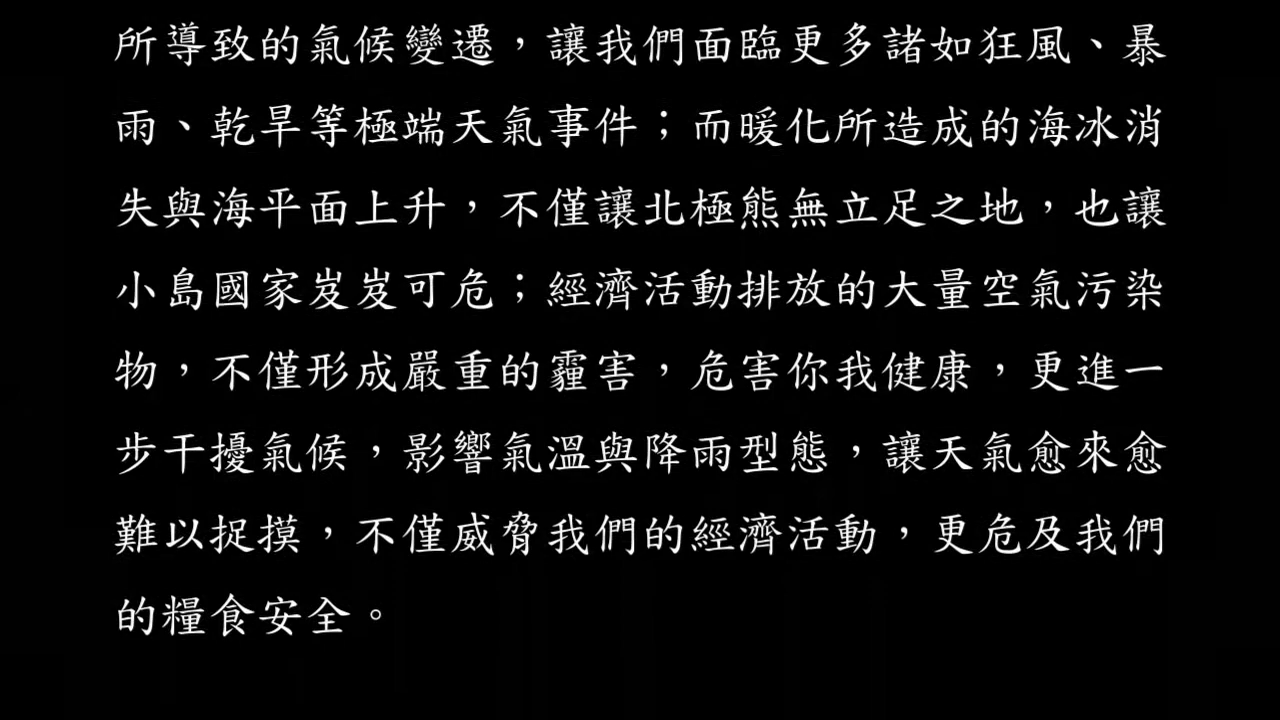 所導致的氣候變遷，讓我們面臨更多諸如狂風、暴
雨、乾旱等極端天氣事件；而暖化所造成的海冰消
失與海平面上升，不僅讓北極熊無立足之地，也讓
小島國家岌岌可危；經濟活動排放的大量空氣污染
物，不僅形成嚴重的霾害，危害你我健康，更進一
步干擾氣候，影響氣溫與降雨型態，讓天氣愈來愈
難以捉摸，不僅威脅我們的經濟活動，更危及我們
的糧食安全。